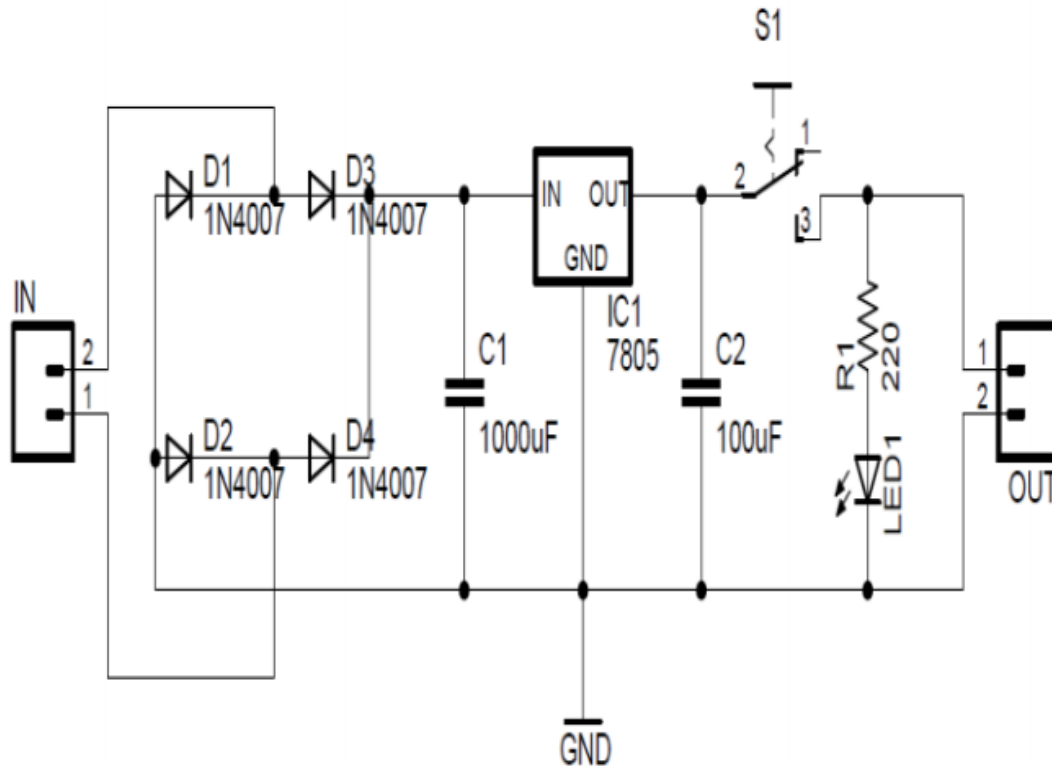 S1
1
2
3
D1
1N4007
D3
1N4007
IN
OUT
GND
IC1
7805
IN
2
1
C1
1000uF
C2
100uF
R1
220
1
2
OUT
D2
1N4007
D4
1N4007
LED1
GND